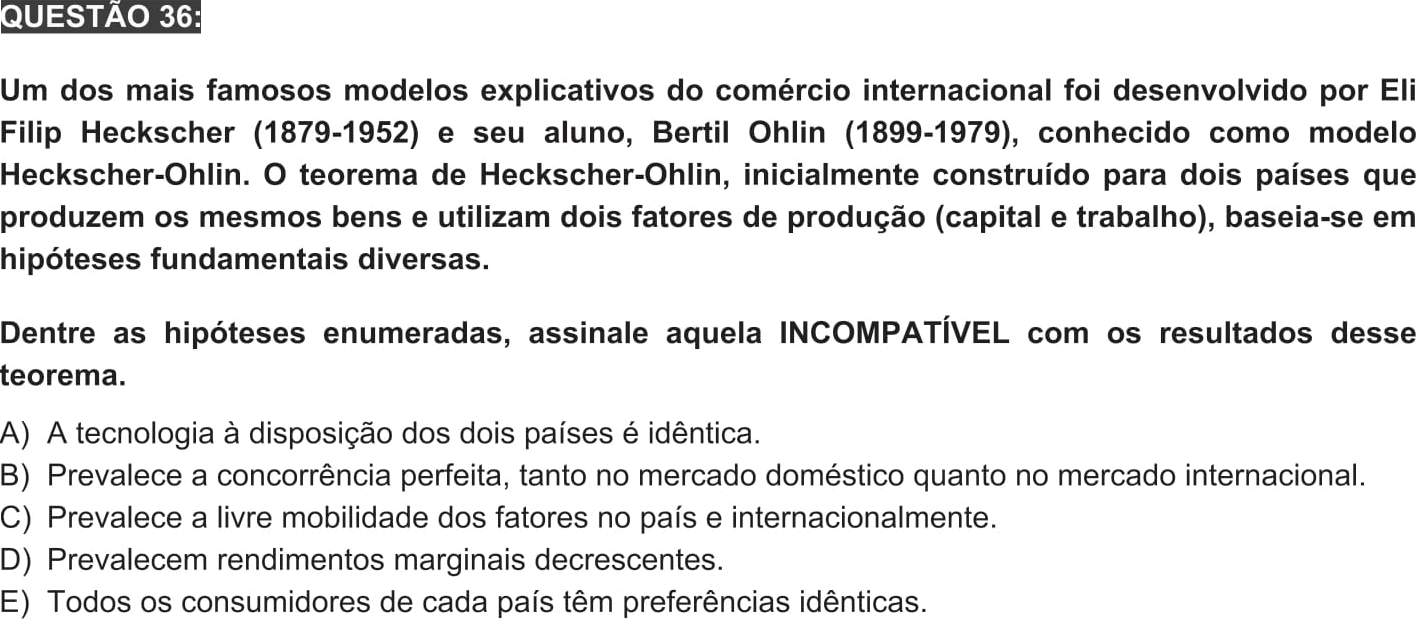 QUESTÃO 36:
Um dos mais famosos modelos explicativos do comércio internacional foi desenvolvido por Eli
Filip Heckscher (1879-1952) e seu aluno, Bertil Ohlin (1899-1979), conhecido como modelo
Heckscher-Ohlin. O teorema de Heckscher-Ohlin, inicialmente construído para dois países que
produzem os mesmos bens e utilizam dois fatores de produção (capital e trabalho), baseia-se em
hipóteses fundamentais diversas.
Dentre as hipóteses enumeradas, assinale aquela INCOMPATÍVEL com os resultados desse
teorema.
A) A tecnologia à disposição dos dois países é idêntica.
B) Prevalece a concorrência perfeita, tanto no mercado doméstico quanto no mercado internacional.
C) Prevalece a livre mobilidade dos fatores no país e internacionalmente.
D) Prevalecem rendimentos marginais decrescentes.
E) Todos os consumidores de cada país têm preferências idênticas.